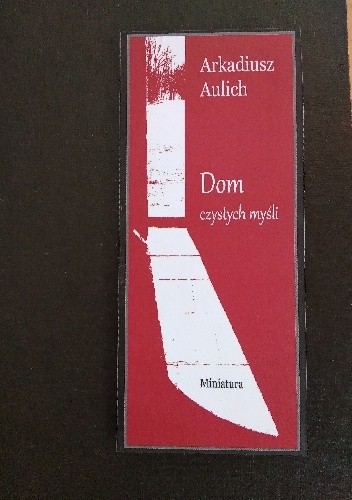 Arkadiusz
Aulich
Dom
czystych myśli
Miniatura